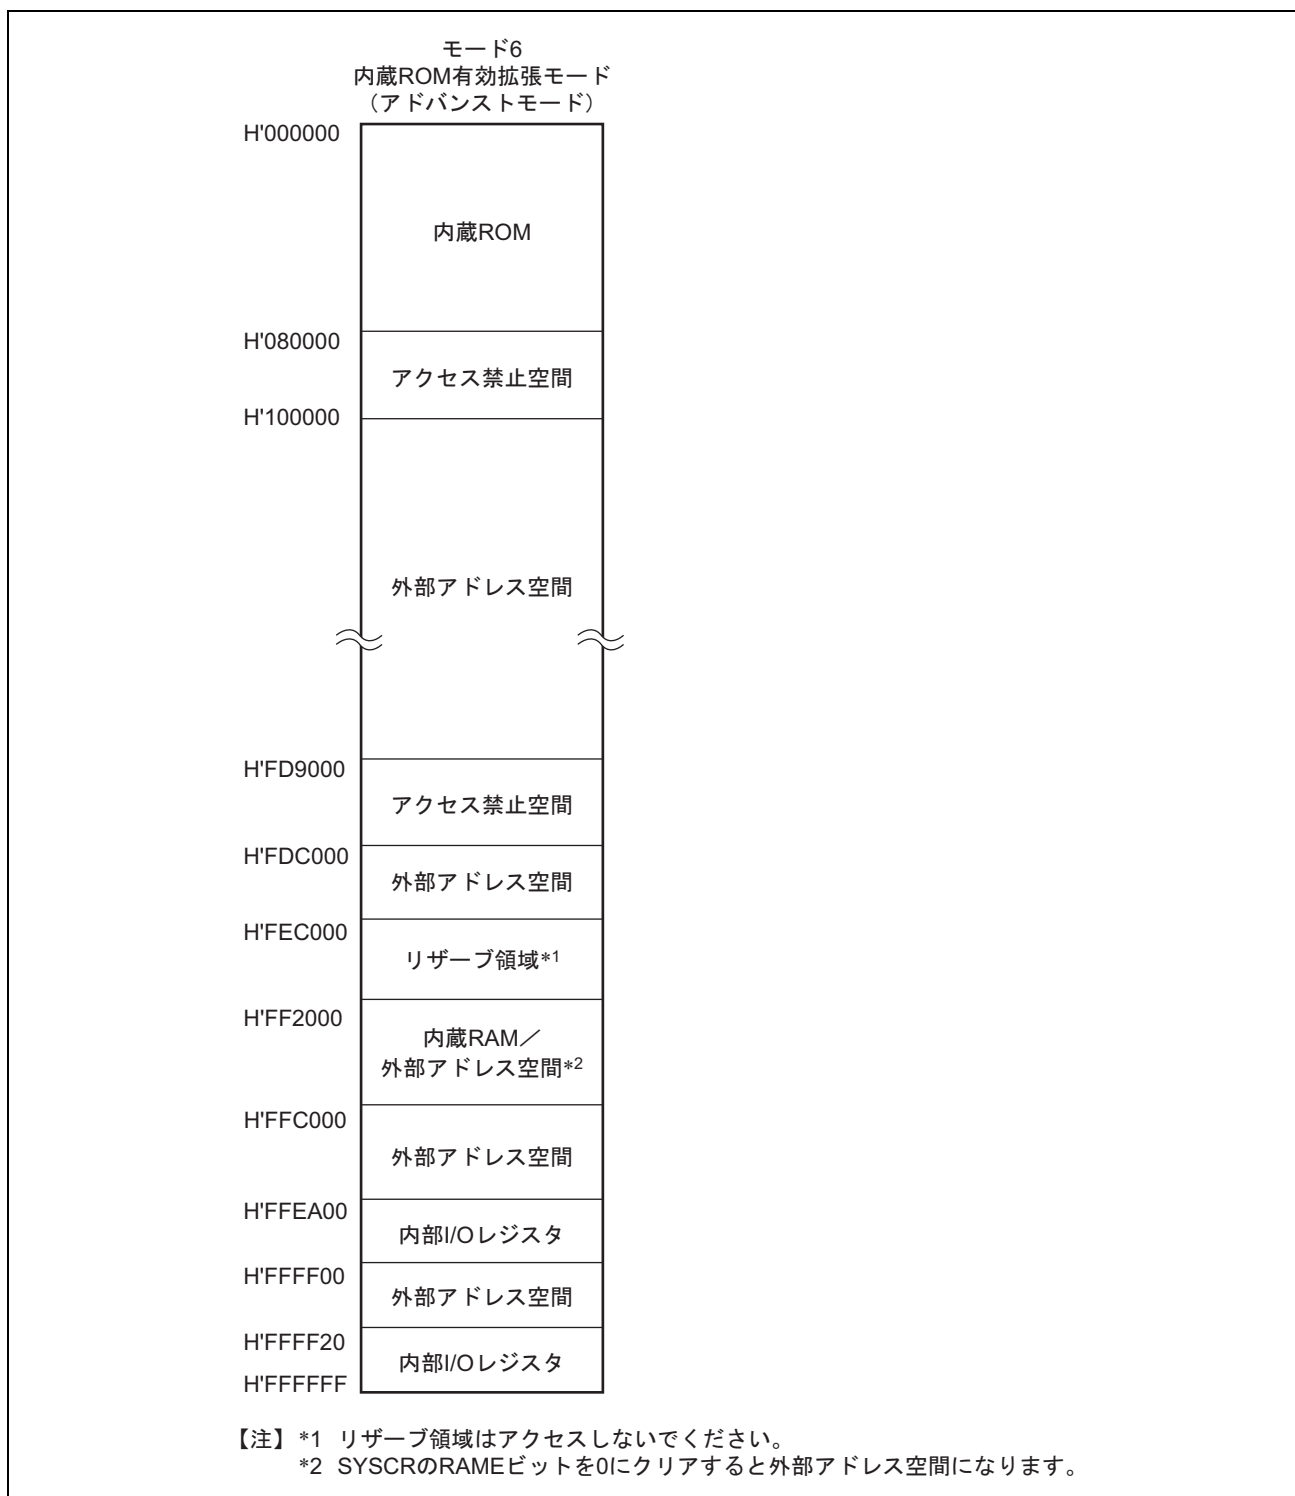 モード6
内蔵ROM有効拡張モード
（アドバンストモード）
H'000000
内蔵ROM
H'080000
アクセス禁止空間
H'100000
外部アドレス空間
H'FD9000
アクセス禁止空間
H'FDC000
外部アドレス空間
H'FEC000
リザーブ領域*1
H'FF2000
内蔵RAM／
外部アドレス空間*2
H'FFC000
外部アドレス空間
H'FFEA00
内部I/Oレジスタ
H'FFFF00
外部アドレス空間
H'FFFF20
内部I/Oレジスタ
H'FFFFFF
【注】 *1 リザーブ領域はアクセスしないでください。
*2 SYSCRのRAMEビットを0にクリアすると外部アドレス空間になります。